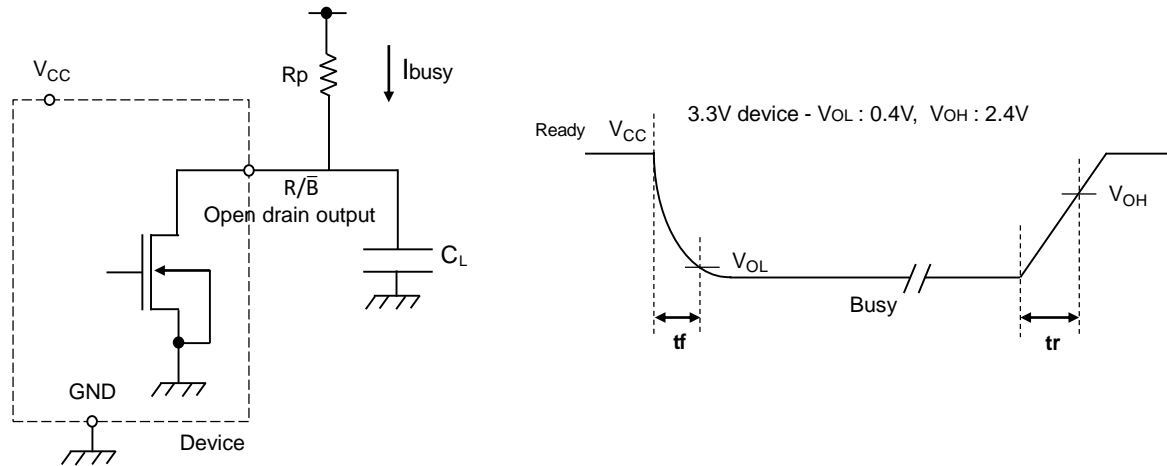 VCC
Rp
Ibusy
R/B̅
Open drain output
CL
GND
Device
3.3V device - VOL : 0.4V, VOH : 2.4V
Ready
VCC
VOH
VOL
Busy
tf
tr